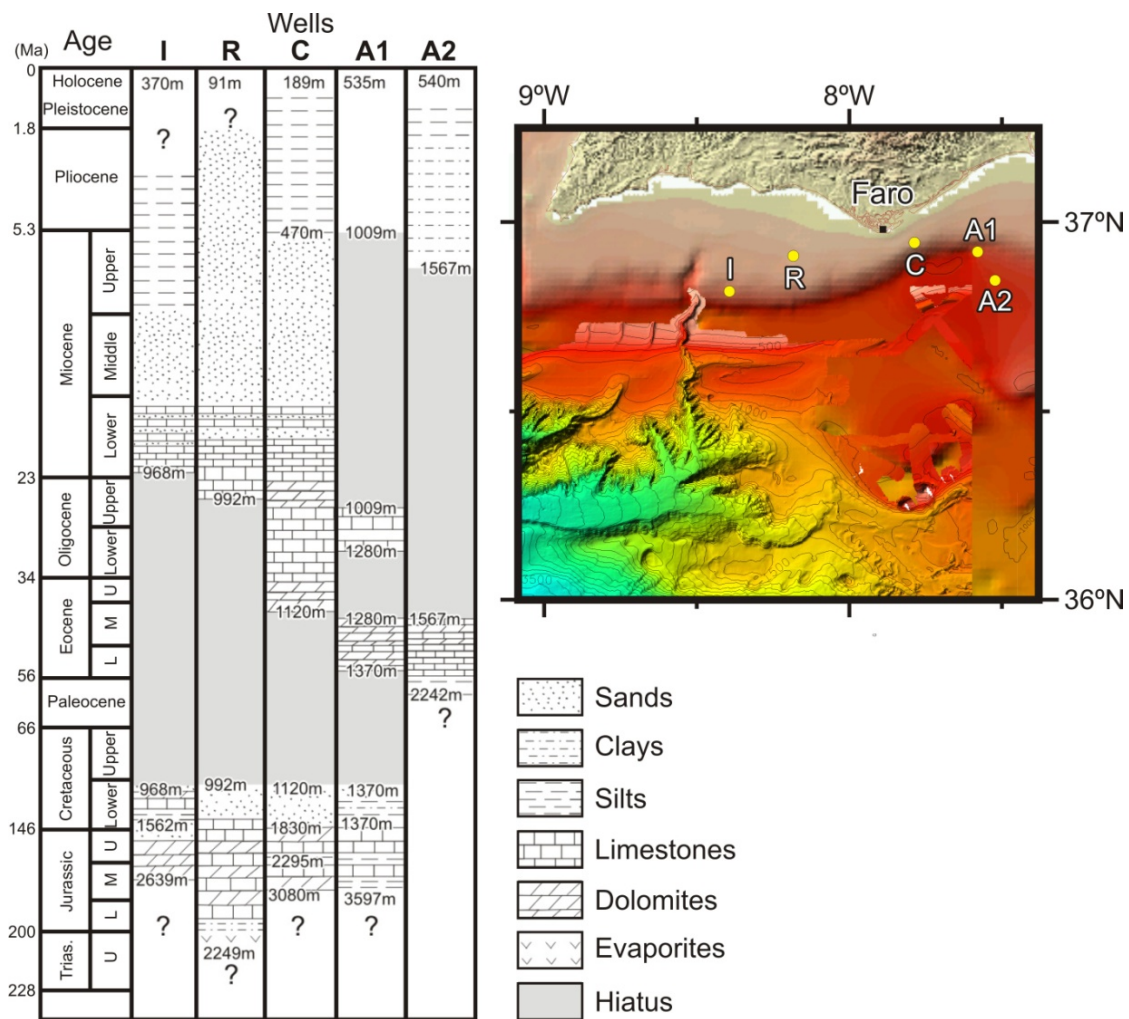 Wells
(Ma) Age I R C A1 A2
0
Holocene 370m 91m 189m 535m 540m
Pleistocene
? ?
1.8
Pliocene
5.3 470m 1009m
1567m
Miocene
Upper
Middle
Lower
968m
23
992m
Oligocene
Upper
1009m
Lower
1280m
34
Eocene
U
1120m 1280m 1567m
M
L
1370m
56
Paleocene
2242m
?
66
Cretaceous
Upper
968m 992m 1120m 1370m
Lower
1562m 1830m 1370m
146
Jurassic
U
2295m
M
2639m 3080m 3597m
L
? ? ?
200
Trias.
U
2249m
?
228
9ºW 8ºW
Faro
37ºN
A1
C
R
I
A2
-500
36ºN
Sands
Clays
Silts
Limestones
Dolomites
Evaporites
Hiatus